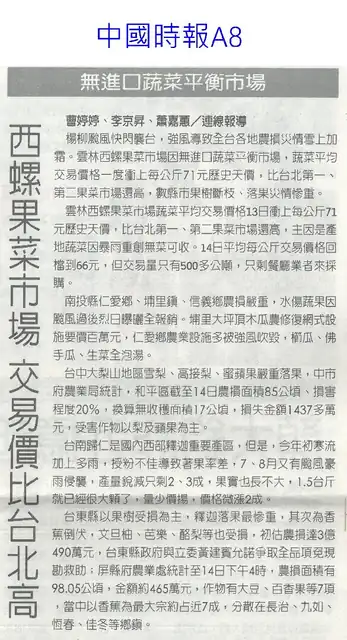 中國時報A8
無進口蔬菜平衡市場
西螺果菜市場 交易價比台北高
曹婷婷、李京昇、蕭嘉蕙／連線報導
楊柳颱風快閃襲台，強風導致全台各地農損災情雪上加
霜。雲林西螺果菜市場因無進口蔬菜平衡市場，蔬菜平均
交易價格一度衝上每公斤71元歷史天價，比台北第一、
第二果菜市場還高，數縣市果樹斷枝、落果災情慘重。
雲林西螺果菜市場蔬菜平均交易價格13日衝上每公斤71
元歷史天價，比北第一、第二果菜市場還高，主因是產
地蔬菜因暴雨重創無菜可收。14日平均每公斤交易價格回
檔到66元，但交易量只有500多公噸，只剩餐廳業者來採
購。
南投縣仁愛鄉、埔里鎮、信義鄉農損嚴重，水傷蔬果因
颱風過後烈日曝曬全報銷。埔里大坪頂木瓜農修復網式設
施要價百萬元，仁愛鄉農業設施多被強風吹毀，櫛瓜、佛
手瓜、生菜全泡湯。
台中大梨山地區雪梨、高接梨、蜜蘋果嚴重落果，中市
府農業局統計，和平區截至14日農損面積85公頃、損害
程度20%，換算無收穫面積17公頃，損失金額1437多萬
元，受害作物以梨及蘋果為主。
台南歸仁是國內西部釋迦重要產區，但是，今年初寒流
加上多雨，授粉不佳導致著果率差，7、8月又有颱風豪
雨侵襲，產量銳減只剩2、3成，果實也長不大，1.5台斤
就已經很大顆了，量少價揚，價格微漲2成。
台東縣以果樹受損為主，釋迦落果最慘重，其次為香
蕉倒伏，文旦柚、芭樂、酪梨等也受損，初估農損達3億
490萬元，台東縣政府與立委黃建賓允諾爭取全品項免現
勘救助；屏縣府農業處統計至14日下午4時，農損面積有
98.05公頃，金額約465萬元，作物有大豆、百香果等7項
，當中以香蕉為最大宗約占近7成，分散在長治、九如、
恆春、佳冬等鄉鎮。